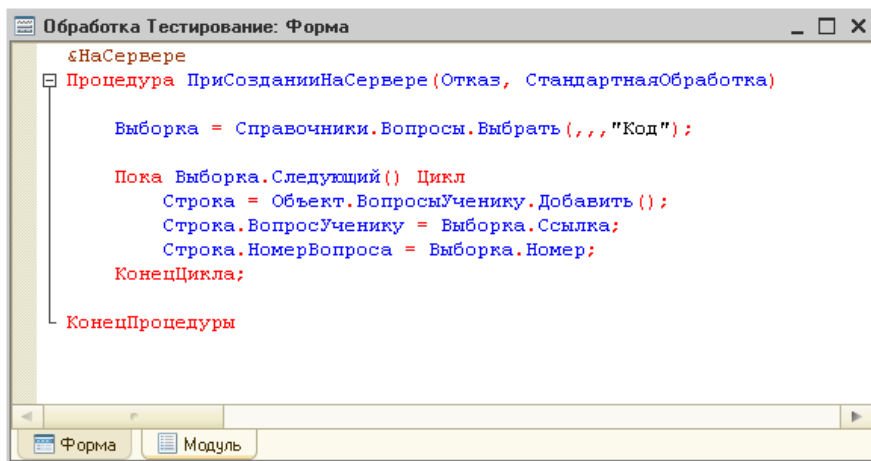 Обработка Тестирование: Форма
&НаСервере
Процедура ПриСозданииНаСервере(Отказ, СтандартнаяОбработка)
Выборка = Справочники.Вопросы.Выбрать(,,,"Код");
Пока Выборка.Следующий() Цикл
Строка = Объект.ВопросыУченику.Добавить();
Строка.ВопросУченику = Выборка.Ссылка;
Строка.НомерВопроса = Выборка.Номер;
КонецЦикла;
КонецПроцедуры
Форма Модуль